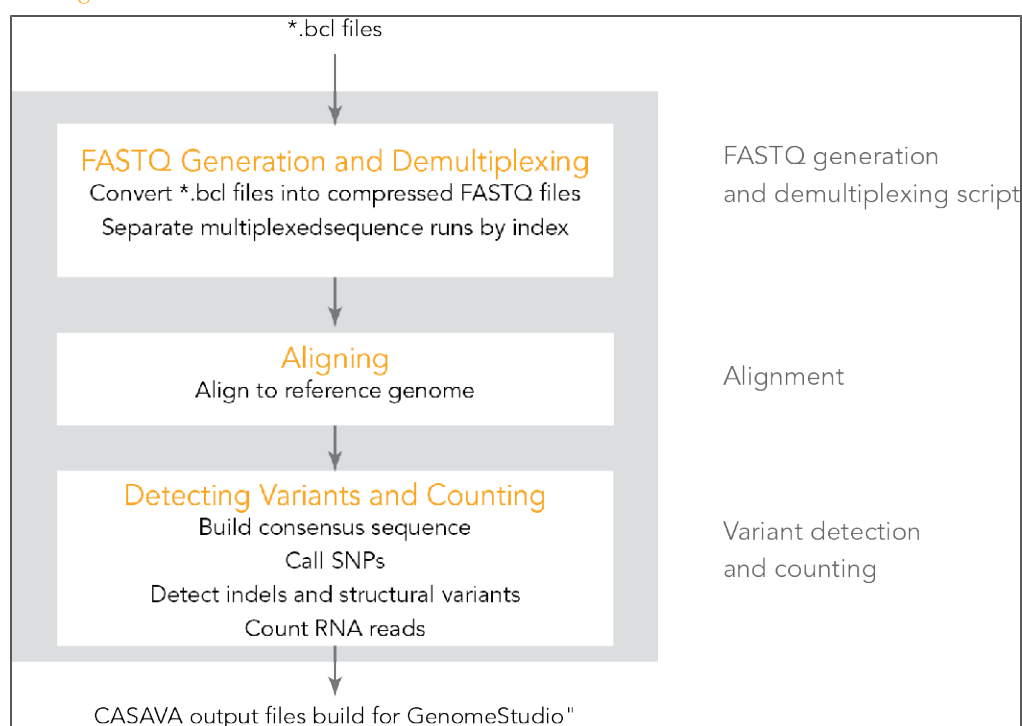 *.bcl files
FASTQ Generation and Demultiplexing
Convert *.bcl files into compressed FASTQ files
Separate multiplexedsequence runs by index
FASTQ generation
and demultiplexing script
Aligning
Align to reference genome
Alignment
Detecting Variants and Counting
Build consensus sequence
Call SNPs
Detect indels and structural variants
Count RNA reads
Variant detection
and counting
CASAVA output files build for GenomeStudio"